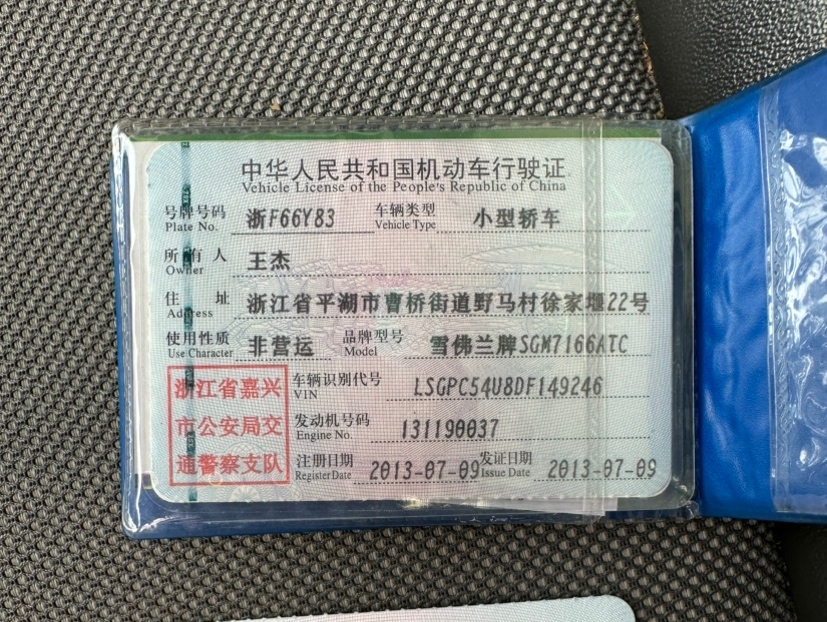 中华人民共和国机动车行驶证
Vehicle License of the People's Republic of China
号牌号码 浙F66Y83 车辆类型 小型轿车
Plate No. Vehicle Type
所有人 王杰
Owner
住址 浙江省平湖市曹桥街道野马村徐家堰22号
Address
使用性质 非营运 品牌型号 雪佛兰牌SGM7166ATC
Use Character Model
浙江省嘉兴
市公安局交
通警察支队
车辆识别代号 LSGPC54U8DF149246
VIN
发动机号码 131190037
Engine No.
注册日期 2013-07-09 发证日期 2013-07-09
Register Date Issue Date